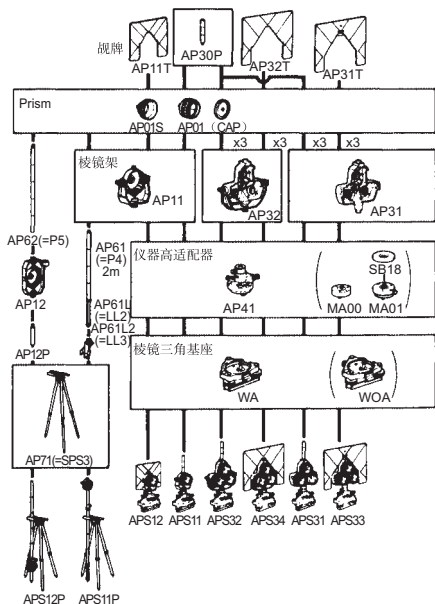 觇牌
AP11T
AP30P
AP32T
AP31T
Prism
AP01S
AP01
(CAP)
x3
x3
x3
x3
棱镜架
AP11
AP32
AP31
AP62(=P5)
AP61
(=P4)
2m
AP12
AP61L
(=LL2)
AP61L2
(=LL3)
AP12P
仪器高适配器
AP41
SB18
MA00
MA01
棱镜三角基座
WA
WOA
AP71(=SPS3)
APS12
APS11
APS32
APS34
APS31
APS33
APS12P
APS11P